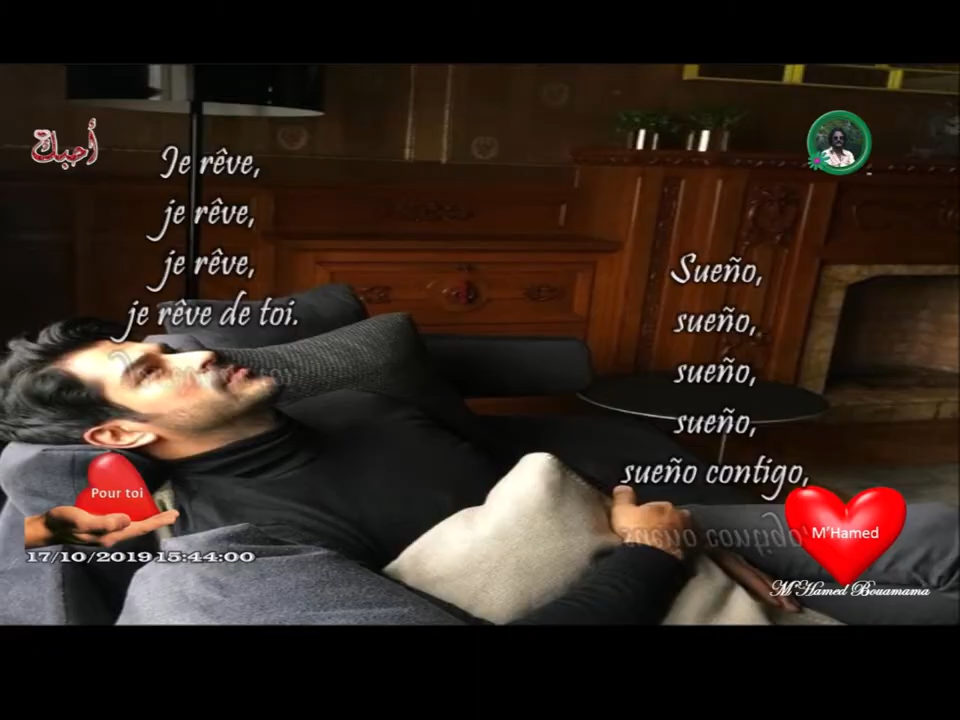 أحبك
Je rêve,
je rêve,
je rêve,
je rêve de toi.
Sueño,
sueño,
sueño,
sueño,
sueño contigo,
Pour toi
M'Hamed
17/10/2019 15:44:00
M'Hamed Bouamama